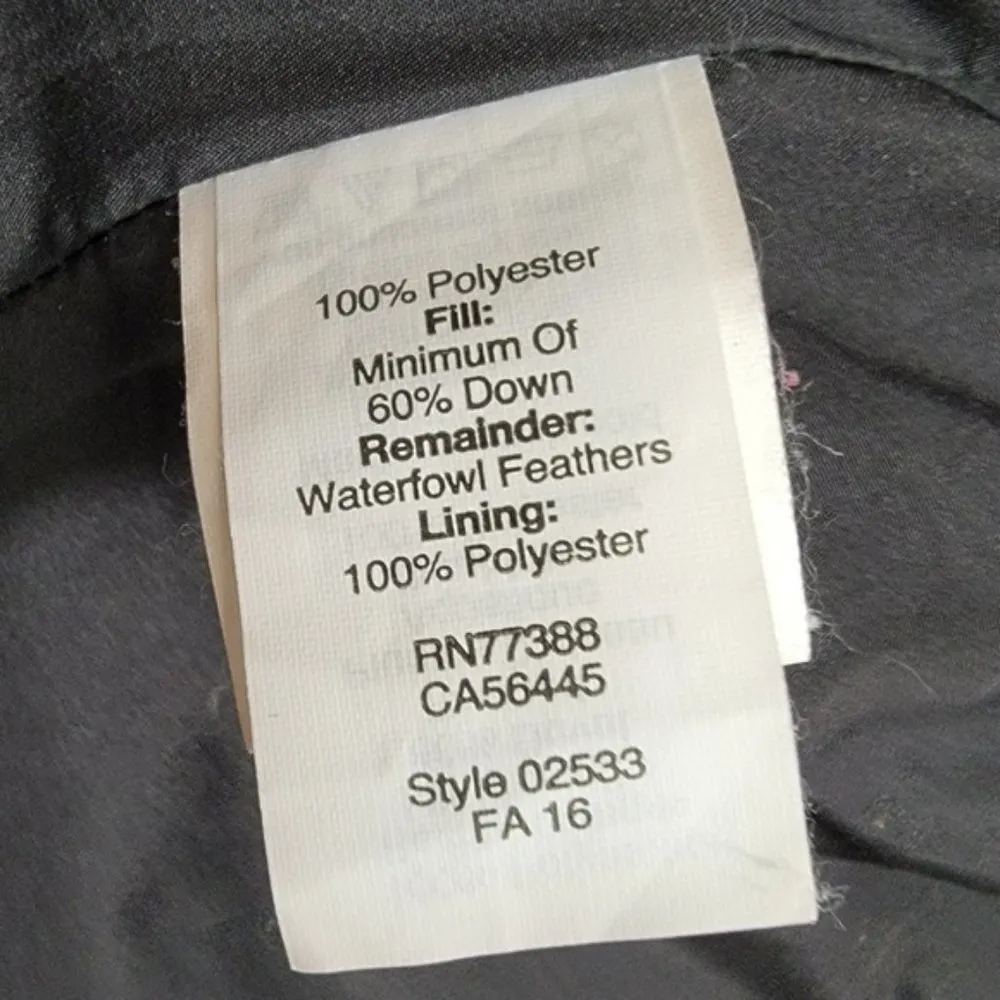 100% Polyester
Fill:
Minimum Of
60% Down
Remainder:
Waterfowl Feathers
Lining:
100% Polyester
RN77388
CA56445
Style 02533
FA 16